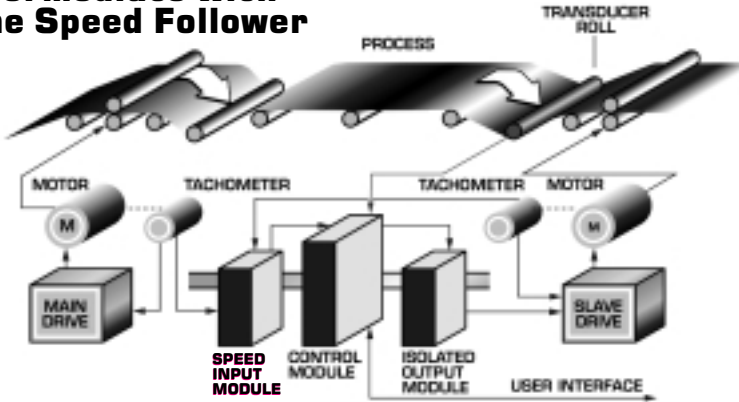 he Speed Follower
TRANSDUCER
ROLL
PROCESS
MOTOR
TACHOMETER
TACHOMETER
MOTOR
M
M
MAIN
DRIVE
SLAVE
DRIVE
SPEED
INPUT
MODULE
CONTROL
MODULE
ISOLATED
OUTPUT
MODULE
USER INTERFACE